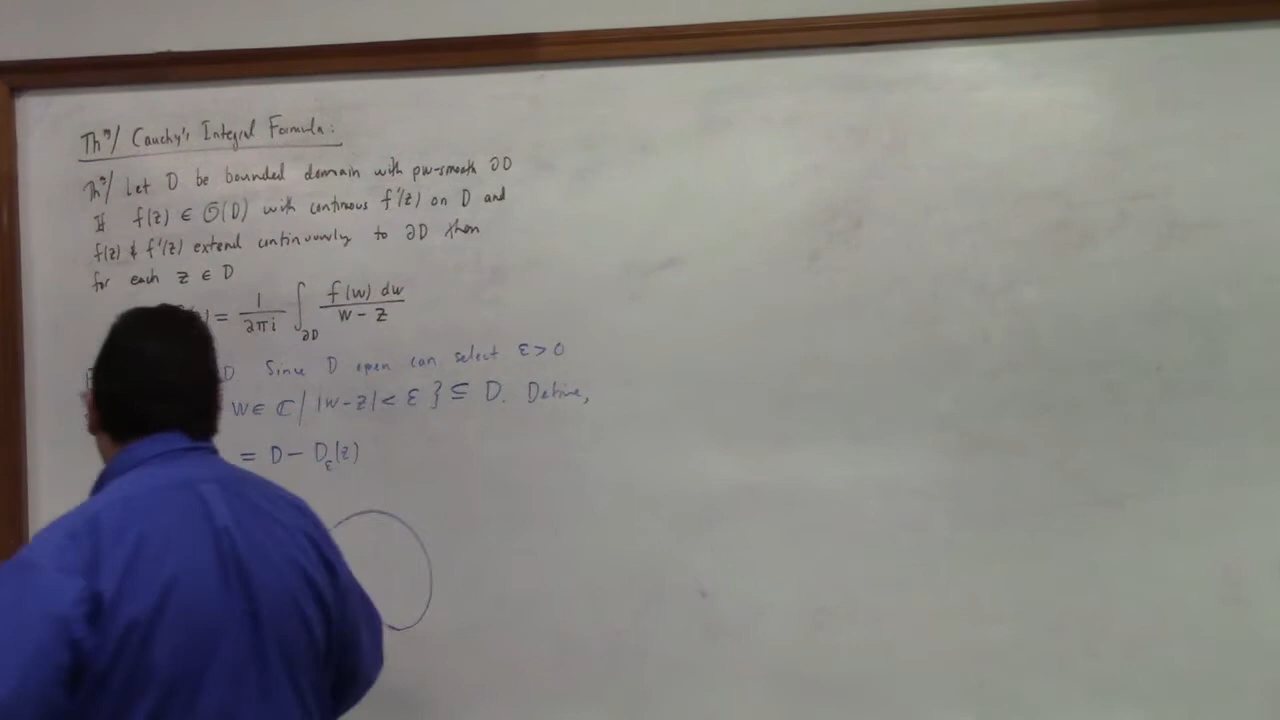 Thm/ Cauchy's Integral Formula:
Thm/ Let D be bounded domain with pw-smooth ∂D
If f(z) ∈ O(D) with continuous f'(z) on D and
f(z) & f'(z) extend continuously to ∂D then
for each z ∈ D
) = 1/2πi ∫_∂D f(w) dw / w - z
D Since D open can select ε > 0
w ∈ ℂ / |w - z| < ε } ⊆ D. Define,
= D - D_ε(z)